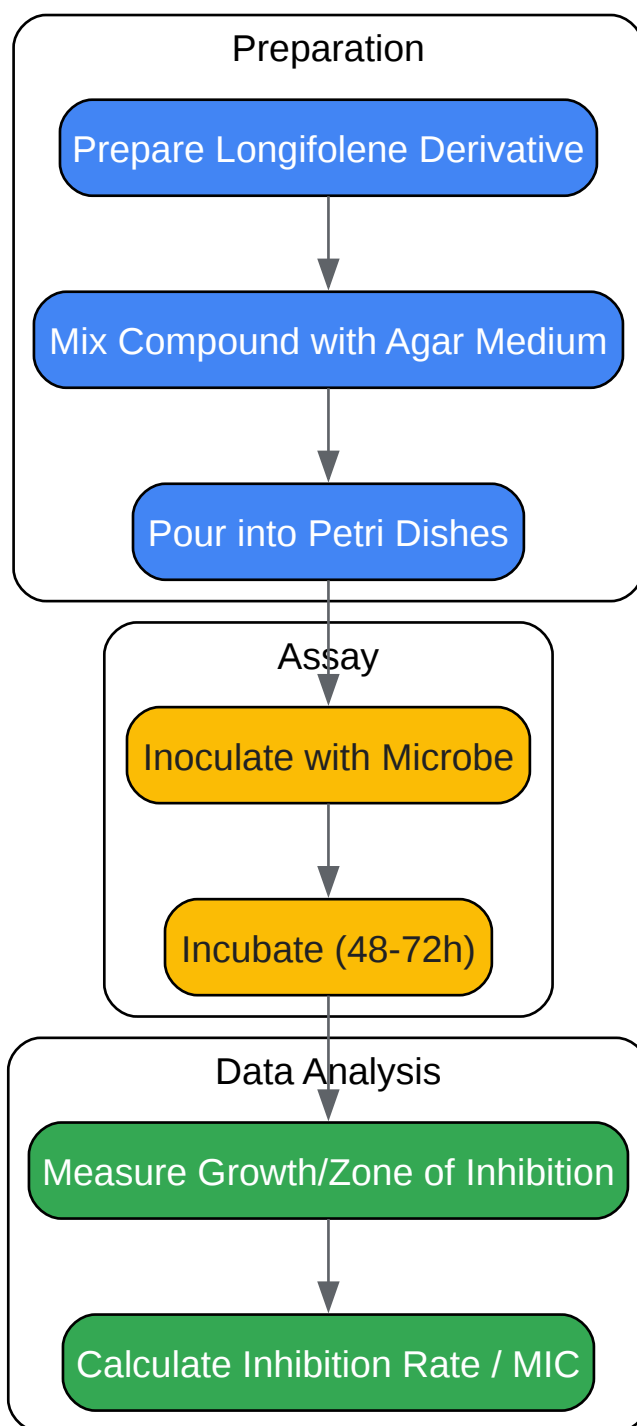 Preparation
Prepare Longifolene Derivative
Mix Compound with Agar Medium
Pour into Petri Dishes
Assay
Inoculate with Microbe
Incubate (48-72h)
Data Analysis
Measure Growth/Zone of Inhibition
Calculate Inhibition Rate / MIC